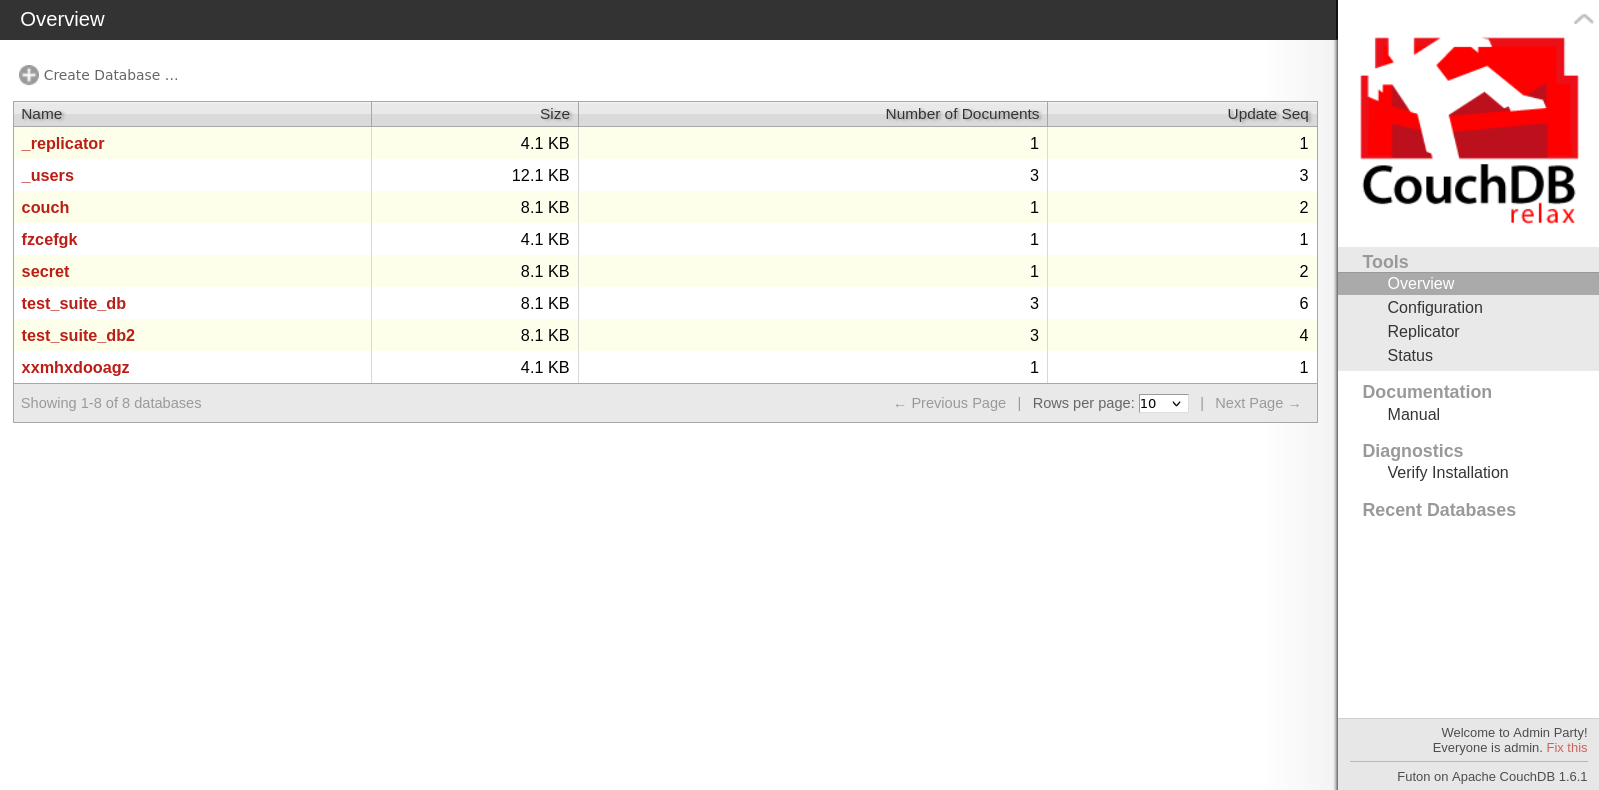 Overview
Create Database ...
Name Size Number of Documents Update Seq
_replicator 4.1 KB 1 1
_users 12.1 KB 3 3
couch 8.1 KB 1 2
fzcefgk 4.1 KB 1 1
secret 8.1 KB 1 2
test_suite_db 8.1 KB 3 6
test_suite_db2 8.1 KB 3 4
xxmhxdooagz 4.1 KB 1 1
Showing 1-8 of 8 databases ← Previous Page | Rows per page: 10 | Next Page →
CouchDB
relax
Tools
Overview
Configuration
Replicator
Status
Documentation
Manual
Diagnostics
Verify Installation
Recent Databases
Welcome to Admin Party!
Everyone is admin. Fix this
Futon on Apache CouchDB 1.6.1